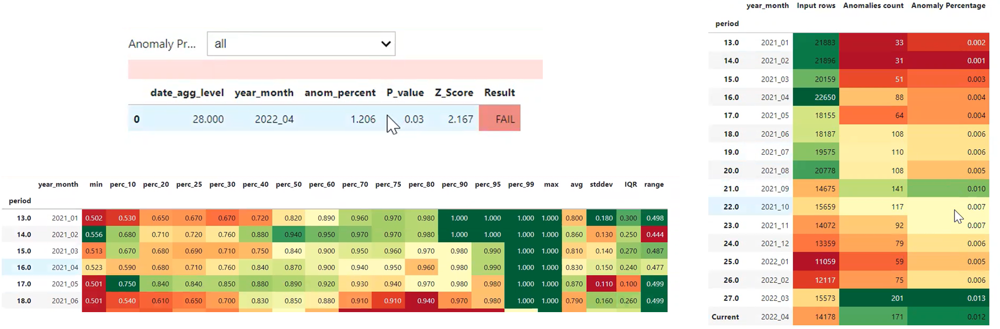 Anomaly Pr... all
date_agg_level year_month anom_percent P_value Z_Score Result
0 28.000 2022_04 1.206 0.03 2.167 FAIL
year_month min perc_10 perc_20 perc_25 perc_30 perc_40 perc_50 perc_60 perc_70 perc_75 perc_80 perc_90 perc_95 perc_99 max avg stddev IQR range
period
13.0 2021_01 0.502 0.530 0.650 0.670 0.670 0.720 0.820 0.890 0.960 0.970 0.980 1.000 1.000 1.000 1.000 0.800 0.180 0.300 0.498
14.0 2021_02 0.556 0.680 0.710 0.720 0.760 0.880 0.940 0.950 0.970 0.970 0.980 1.000 1.000 1.000 1.000 0.860 0.130 0.250 0.444
15.0 2021_03 0.513 0.670 0.680 0.690 0.710 0.750 0.840 0.900 0.950 0.960 0.970 0.980 0.990 1.000 1.000 0.810 0.140 0.270 0.487
16.0 2021_04 0.523 0.590 0.680 0.710 0.760 0.840 0.870 0.900 0.940 0.950 0.960 0.980 0.990 1.000 1.000 0.830 0.150 0.240 0.477
17.0 2021_05 0.501 0.750 0.840 0.840 0.850 0.880 0.890 0.920 0.930 0.940 0.970 0.980 0.980 1.000 1.000 0.870 0.110 0.100 0.499
18.0 2021_06 0.501 0.540 0.610 0.650 0.700 0.830 0.850 0.880 0.910 0.910 0.940 0.970 0.980 1.000 1.000 0.790 0.160 0.260 0.499
year_month Input rows Anomalies count Anomaly Percentage
period
13.0 2021_01 21883 33 0.002
14.0 2021_02 21896 31 0.001
15.0 2021_03 20159 51 0.003
16.0 2021_04 22650 88 0.004
17.0 2021_05 18155 64 0.004
18.0 2021_06 18187 108 0.006
19.0 2021_07 19575 110 0.006
20.0 2021_08 20778 108 0.005
21.0 2021_09 14675 141 0.010
22.0 2021_10 15659 117 0.007
23.0 2021_11 14072 92 0.007
24.0 2021_12 13359 79 0.006
25.0 2022_01 11059 59 0.005
26.0 2022_02 12117 75 0.006
27.0 2022_03 15573 201 0.013
Current 2022_04 14178 171 0.012